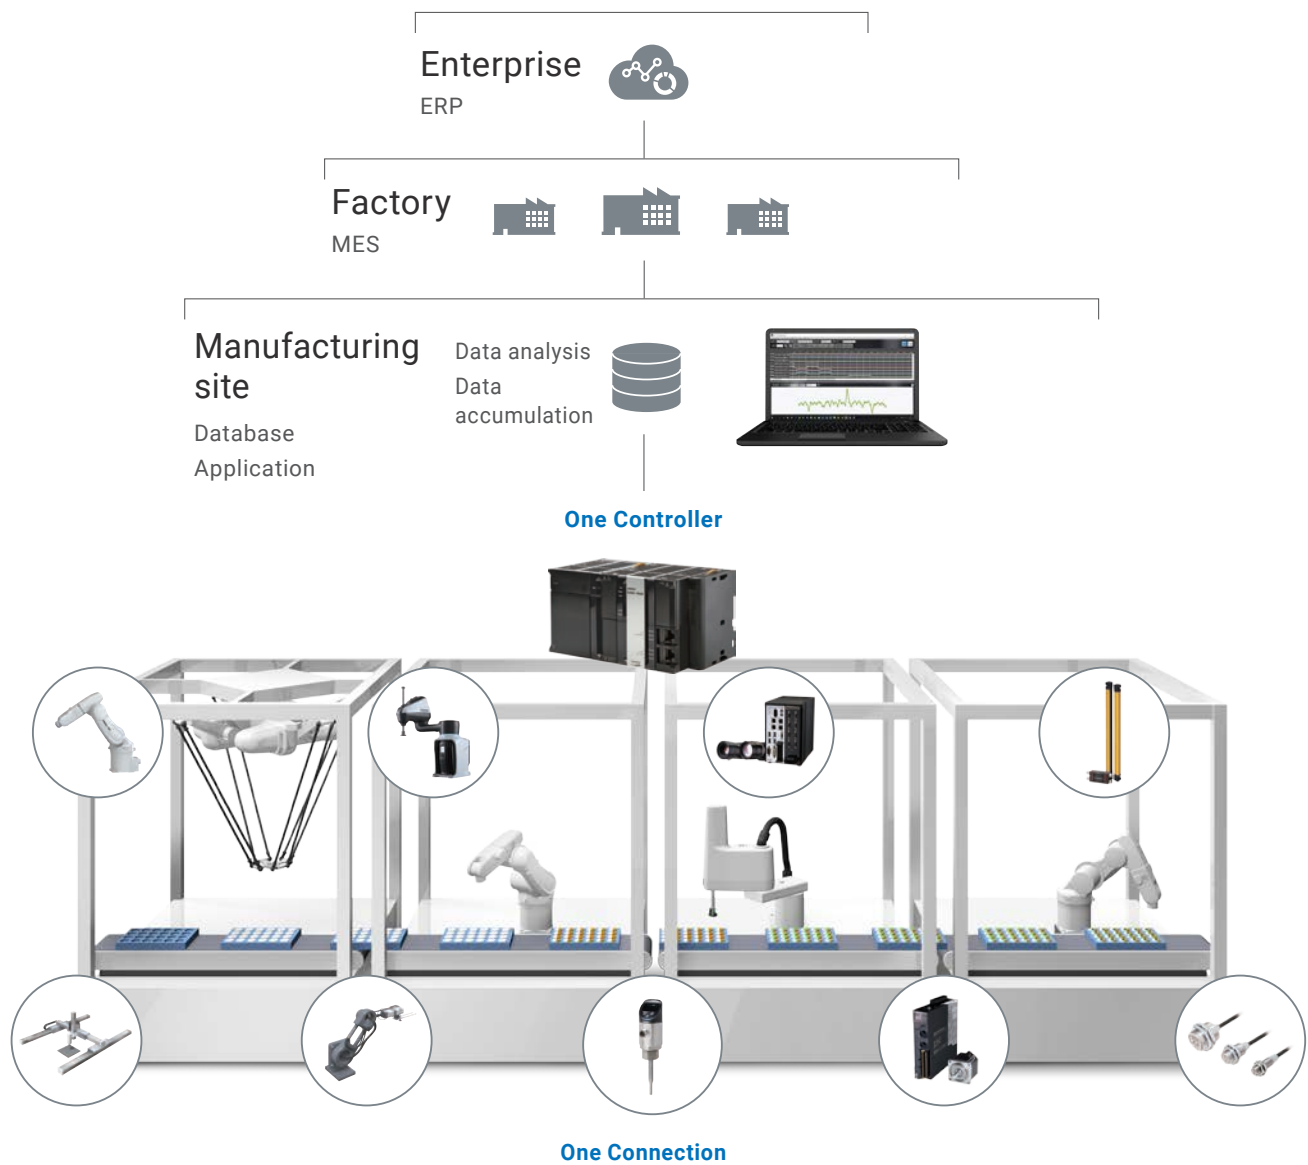 Enterprise
ERP
Factory
MES
Manufacturing
site
Database
Application
Data analysis
Data
accumulation
One Controller
One Connection